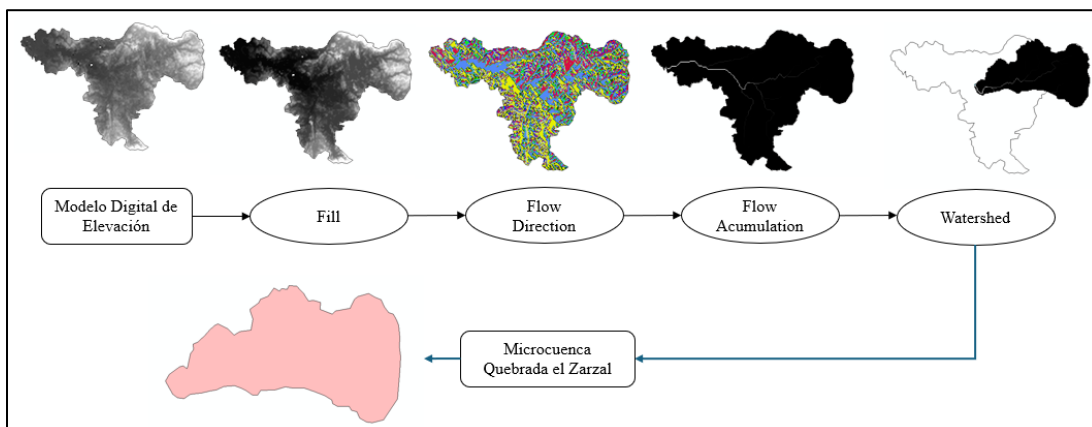 Modelo Digital de
Elevación
Fill
Flow
Direction
Flow
Acumulation
Watershed
Microcuenca
Quebrada el Zarzal